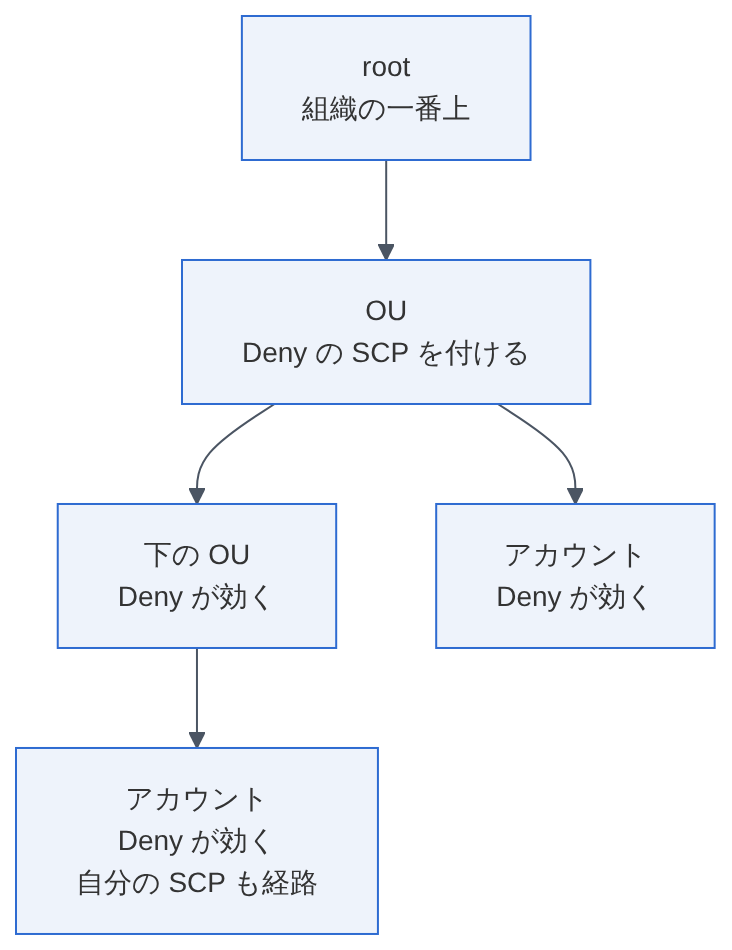 root
組織の一番上
OU
Deny の SCP を付ける
下の OU
Deny が効く
アカウント
Deny が効く
アカウント
Deny が効く
自分の SCP も経路